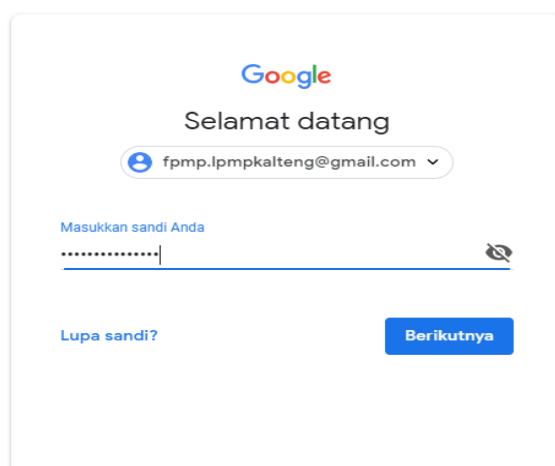 Google
Selamat datang
fpmp.lpmpkalteng@gmail.com
Masukkan sandi Anda
•••••••••••••••
Lupa sandi?
Berikutnya